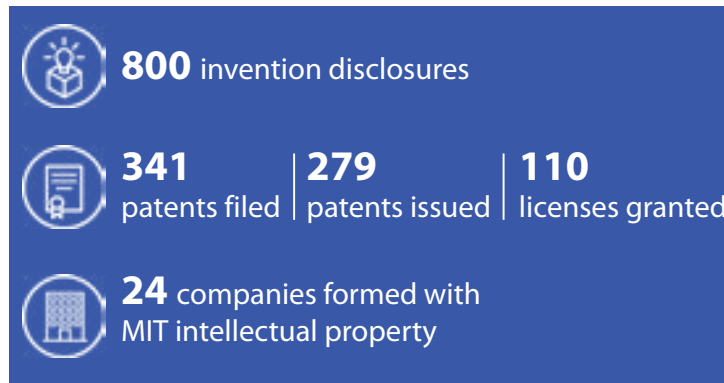 800 invention disclosures
341 279 110
patents filed patents issued licenses granted
24 companies formed with
MIT intellectual property